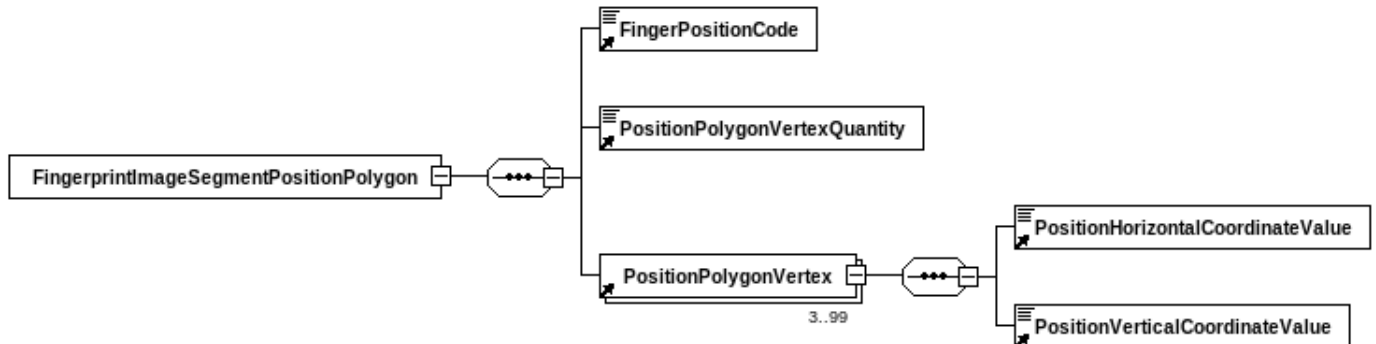 FingerPositionCode
PositionPolygonVertexQuantity
FingerprintImageSegmentPositionPolygon
PositionHorizontalCoordinateValue
PositionPolygonVertex
3..99
PositionVerticalCoordinateValue